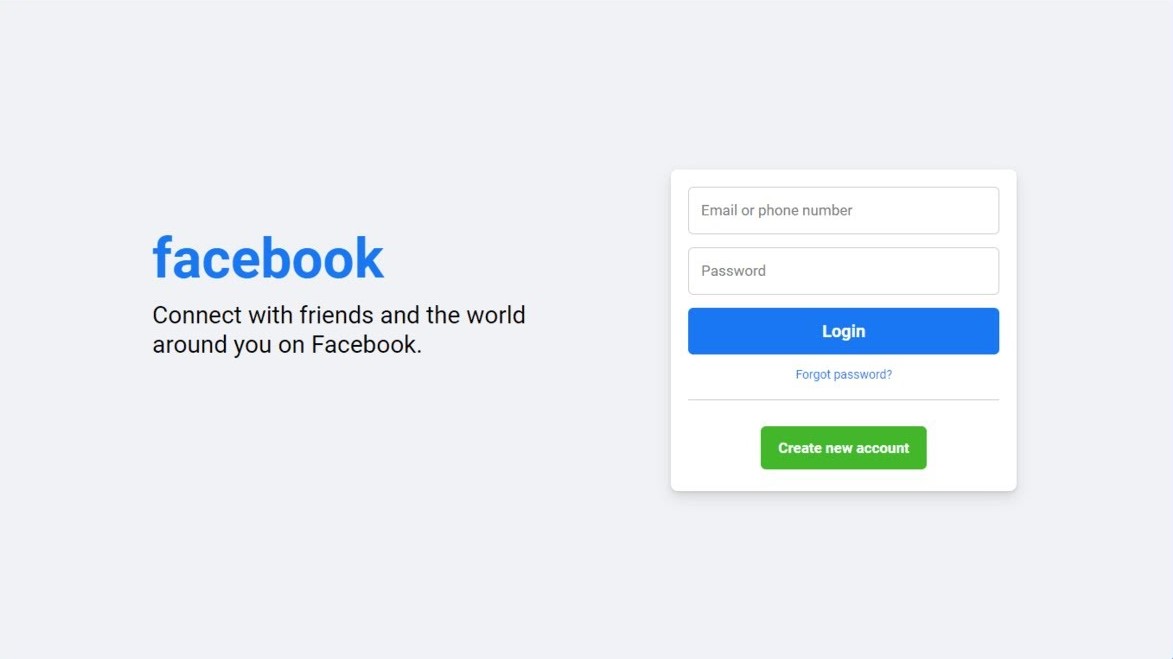 facebook
Connect with friends and the world
around you on Facebook.
Email or phone number
Password
Login
Forgot password?
Create new account